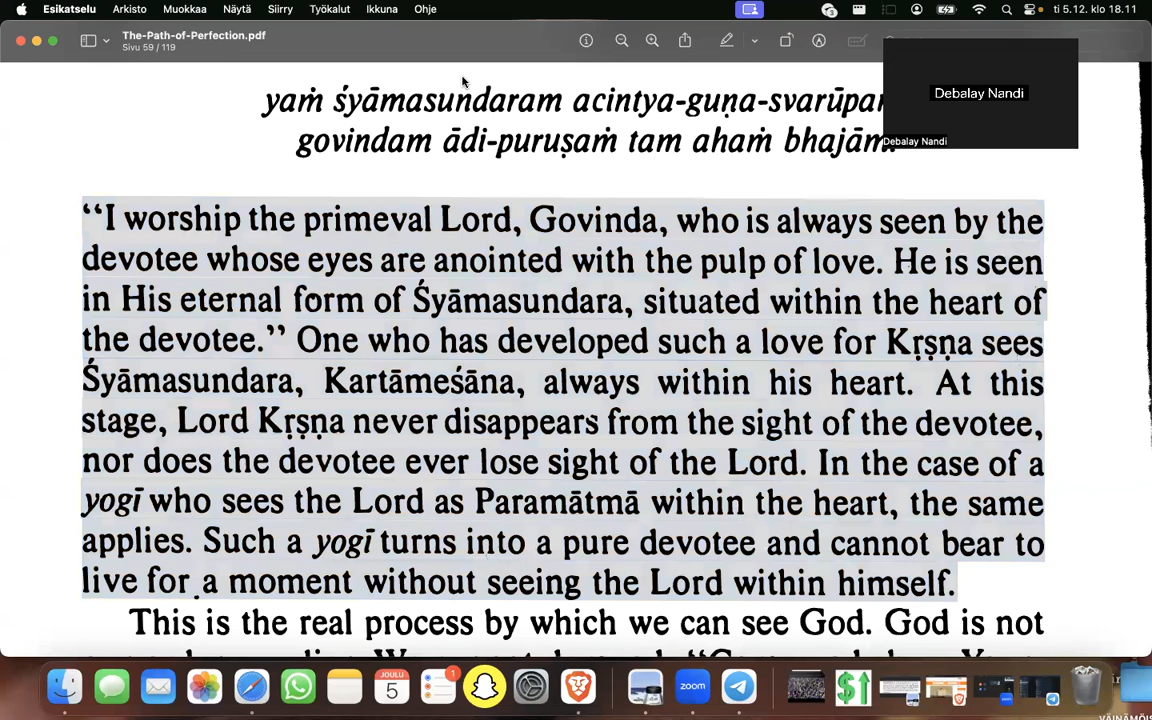 Esikatselu Arkisto Muokkaa Näytä Siirry Työkalut Ikkuna Ohje ti 5.12. klo 18.11
The-Path-of-Perfection.pdf
Sivu 59 / 119
Debalay Nandi
Debalay Nandi
yaṁ śyāmasundaram acintya-guṇa-svarūpaṁ
govindam ādi-puruṣaṁ tam ahaṁ bhajāmi
‘‘I worship the primeval Lord, Govinda, who is always seen by the
devotee whose eyes are anointed with the pulp of love. He is seen
in His eternal form of Śyāmasundara, situated within the heart of
the devotee.’’ One who has developed such a love for Kṛṣṇa sees
Śyāmasundara, Kartāmeśāna, always within his heart. At this
stage, Lord Kṛṣṇa never disappears from the sight of the devotee,
nor does the devotee ever lose sight of the Lord. In the case of a
yogī who sees the Lord as Paramātmā within the heart, the same
applies. Such a yogī turns into a pure devotee and cannot bear to
live for a moment without seeing the Lord within himself.
This is the real process by which we can see God. God is not
JOULU
5
1
zoom